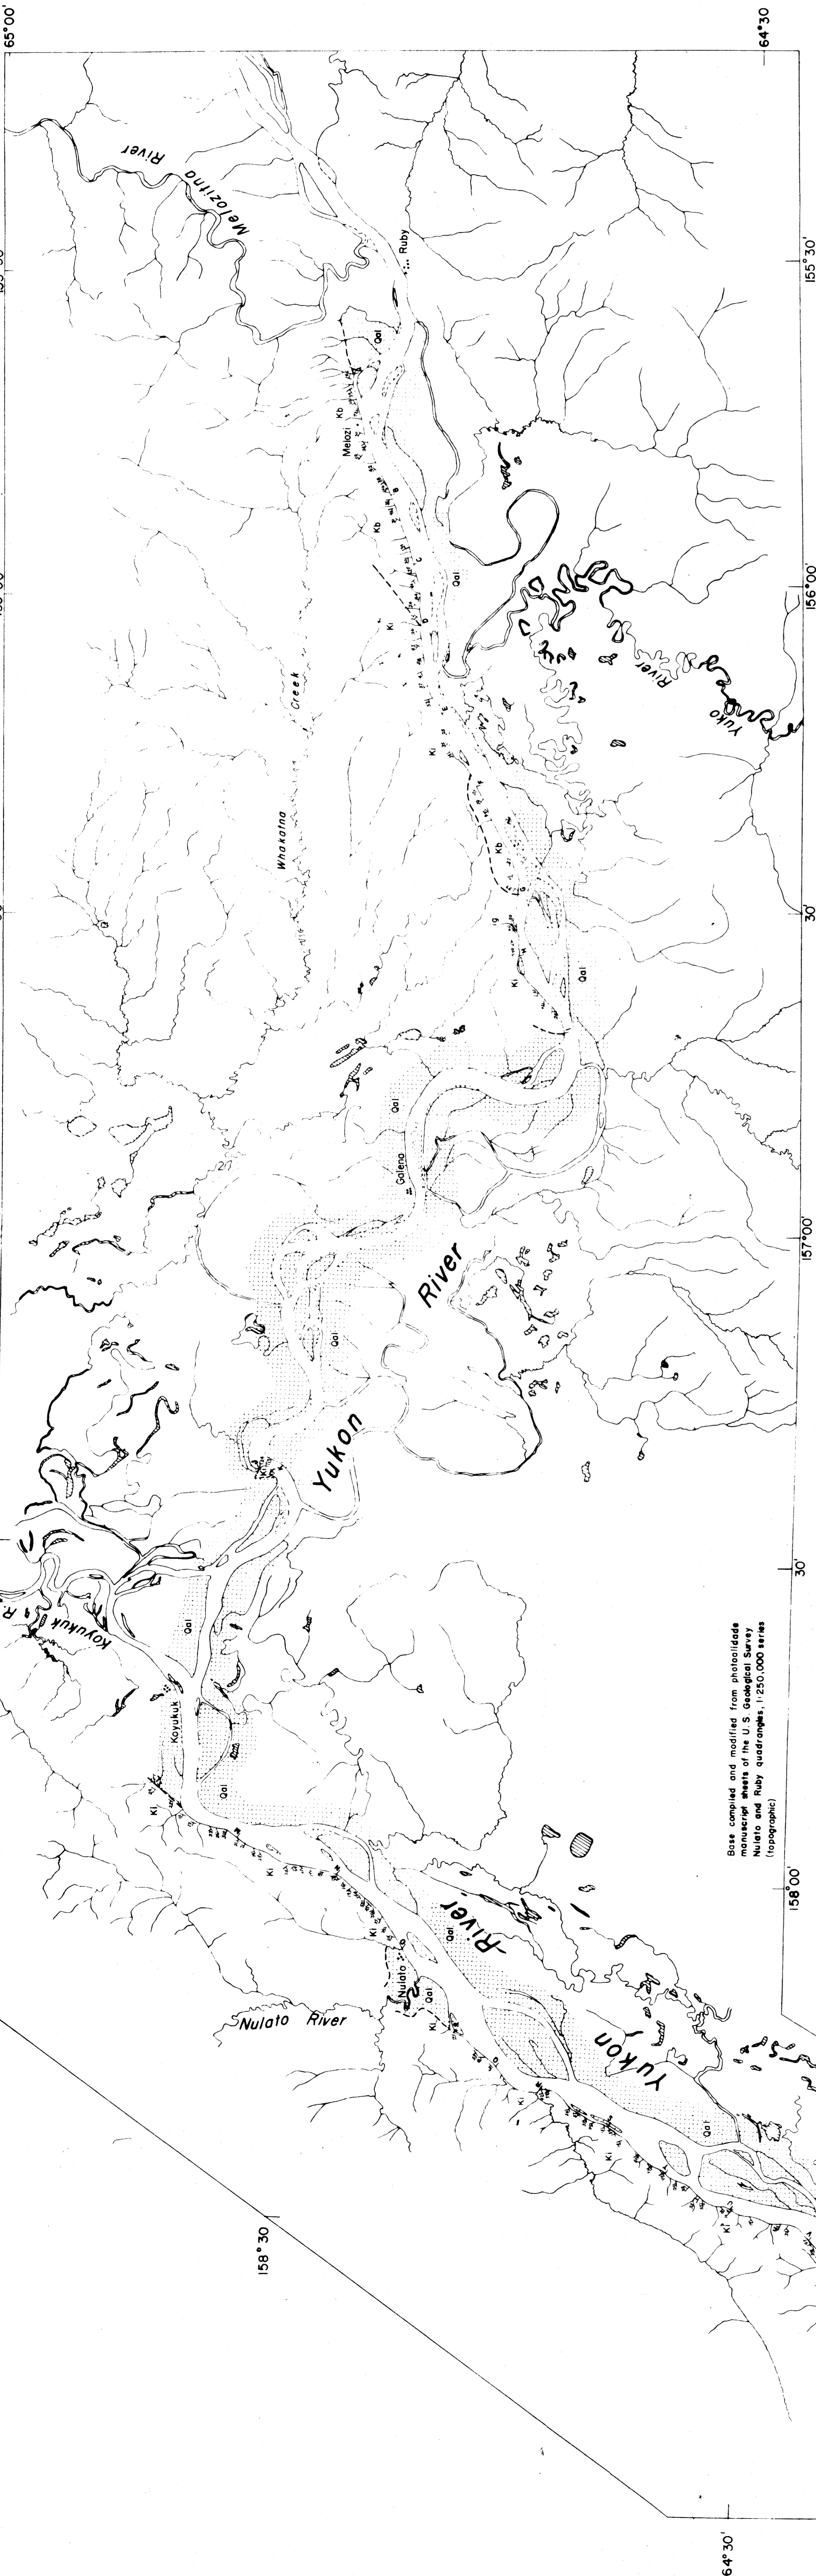 65°00'
64°30
Melozitna
River
Ruby
155°30'
Qal
Kb
Melozi
Kb
Qal
156°00'
Ki
Creek
Whakatna
Yuko
River
Ki
Kb
30'
Ki
Qal
Qal
Galena
157°00'
Yukon
River
Qal
Koyukuk R.
Qal
30'
Koyukuk
Qal
Ki
Ki
Base compiled and modified from photoalidade
manuscript sheets of the U.S. Geological Survey
Nulato and Ruby quadrangles, 1:250,000 series
(topographic)
158°00'
Ki
Nulato
Qal
Qal
Nulato River
Ki
Yukon
River
Qal
Ki
Ki
158°30'
64°30'